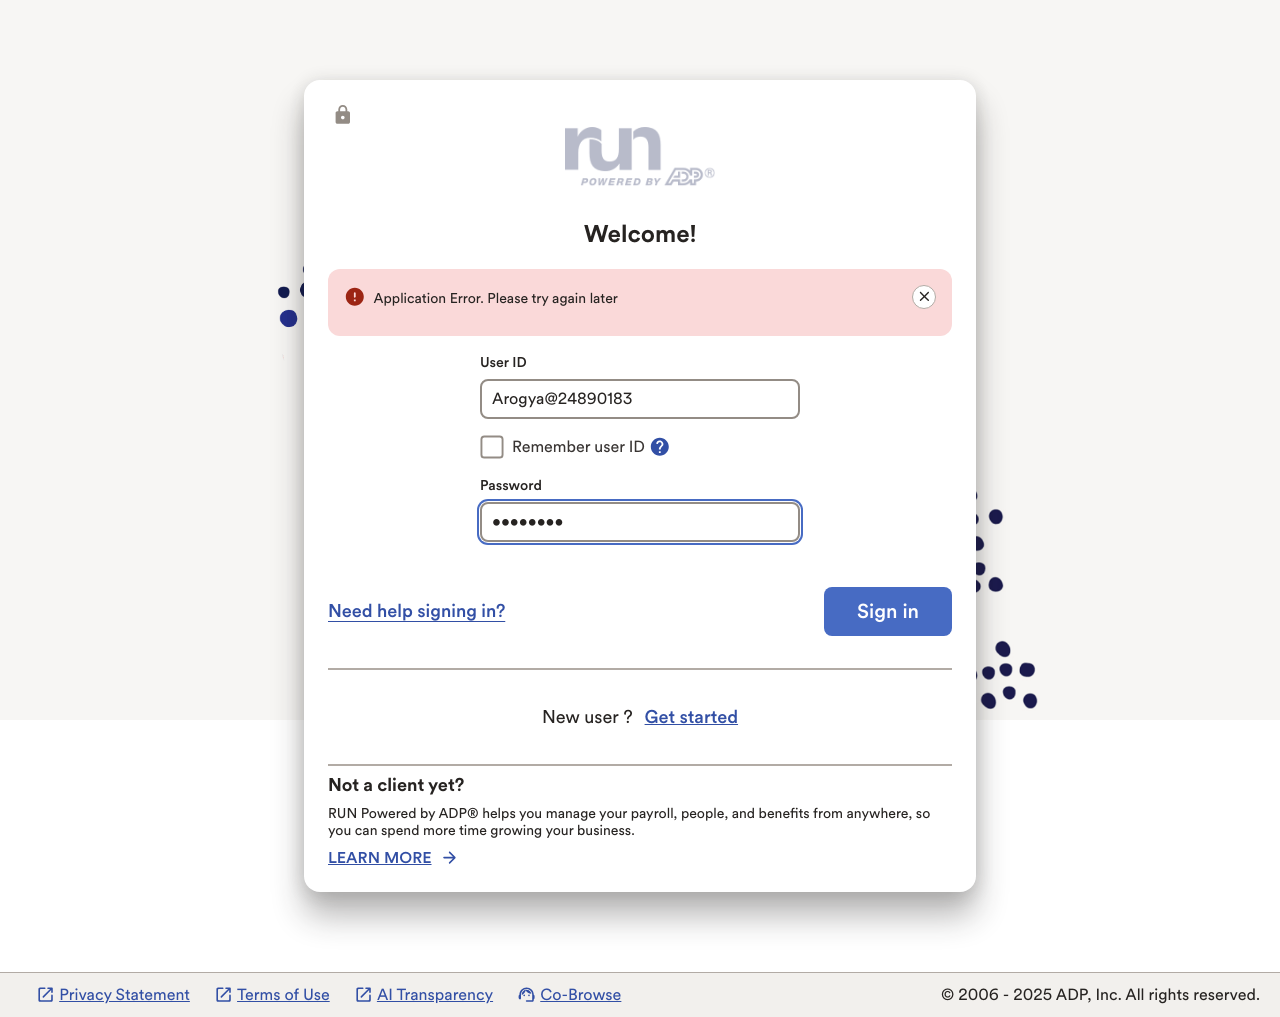 run
POWERED BY ADP®
Welcome!
Application Error. Please try again later
User ID
Arogya@24890183
Remember user ID
Password
Need help signing in?
Sign in
New user ? Get started
Not a client yet?
RUN Powered by ADP® helps you manage your payroll, people, and benefits from anywhere, so
you can spend more time growing your business.
LEARN MORE
Privacy Statement Terms of Use AI Transparency Co-Browse © 2006 - 2025 ADP, Inc. All rights reserved.